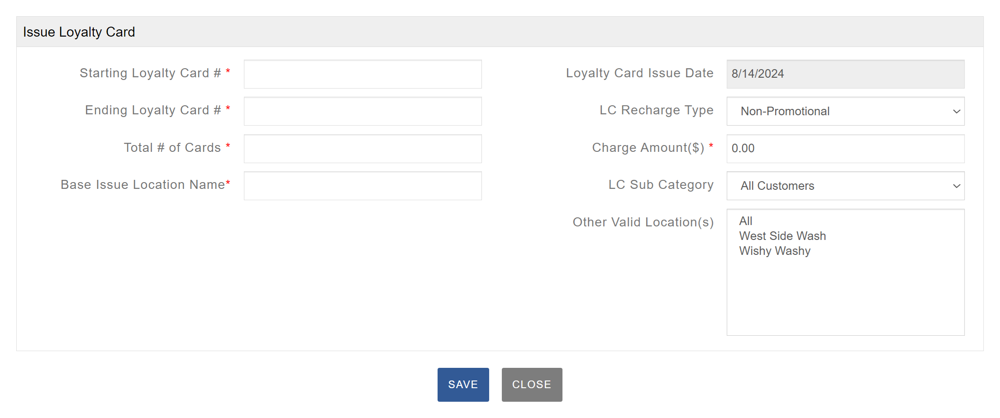 Issue Loyalty Card
Starting Loyalty Card # *
Ending Loyalty Card # *
Total # of Cards *
Base Issue Location Name*
Loyalty Card Issue Date
8/14/2024
LC Recharge Type
Non-Promotional
Charge Amount($) *
0.00
LC Sub Category
All Customers
Other Valid Location(s)
All
West Side Wash
Wishy Washy
SAVE
CLOSE